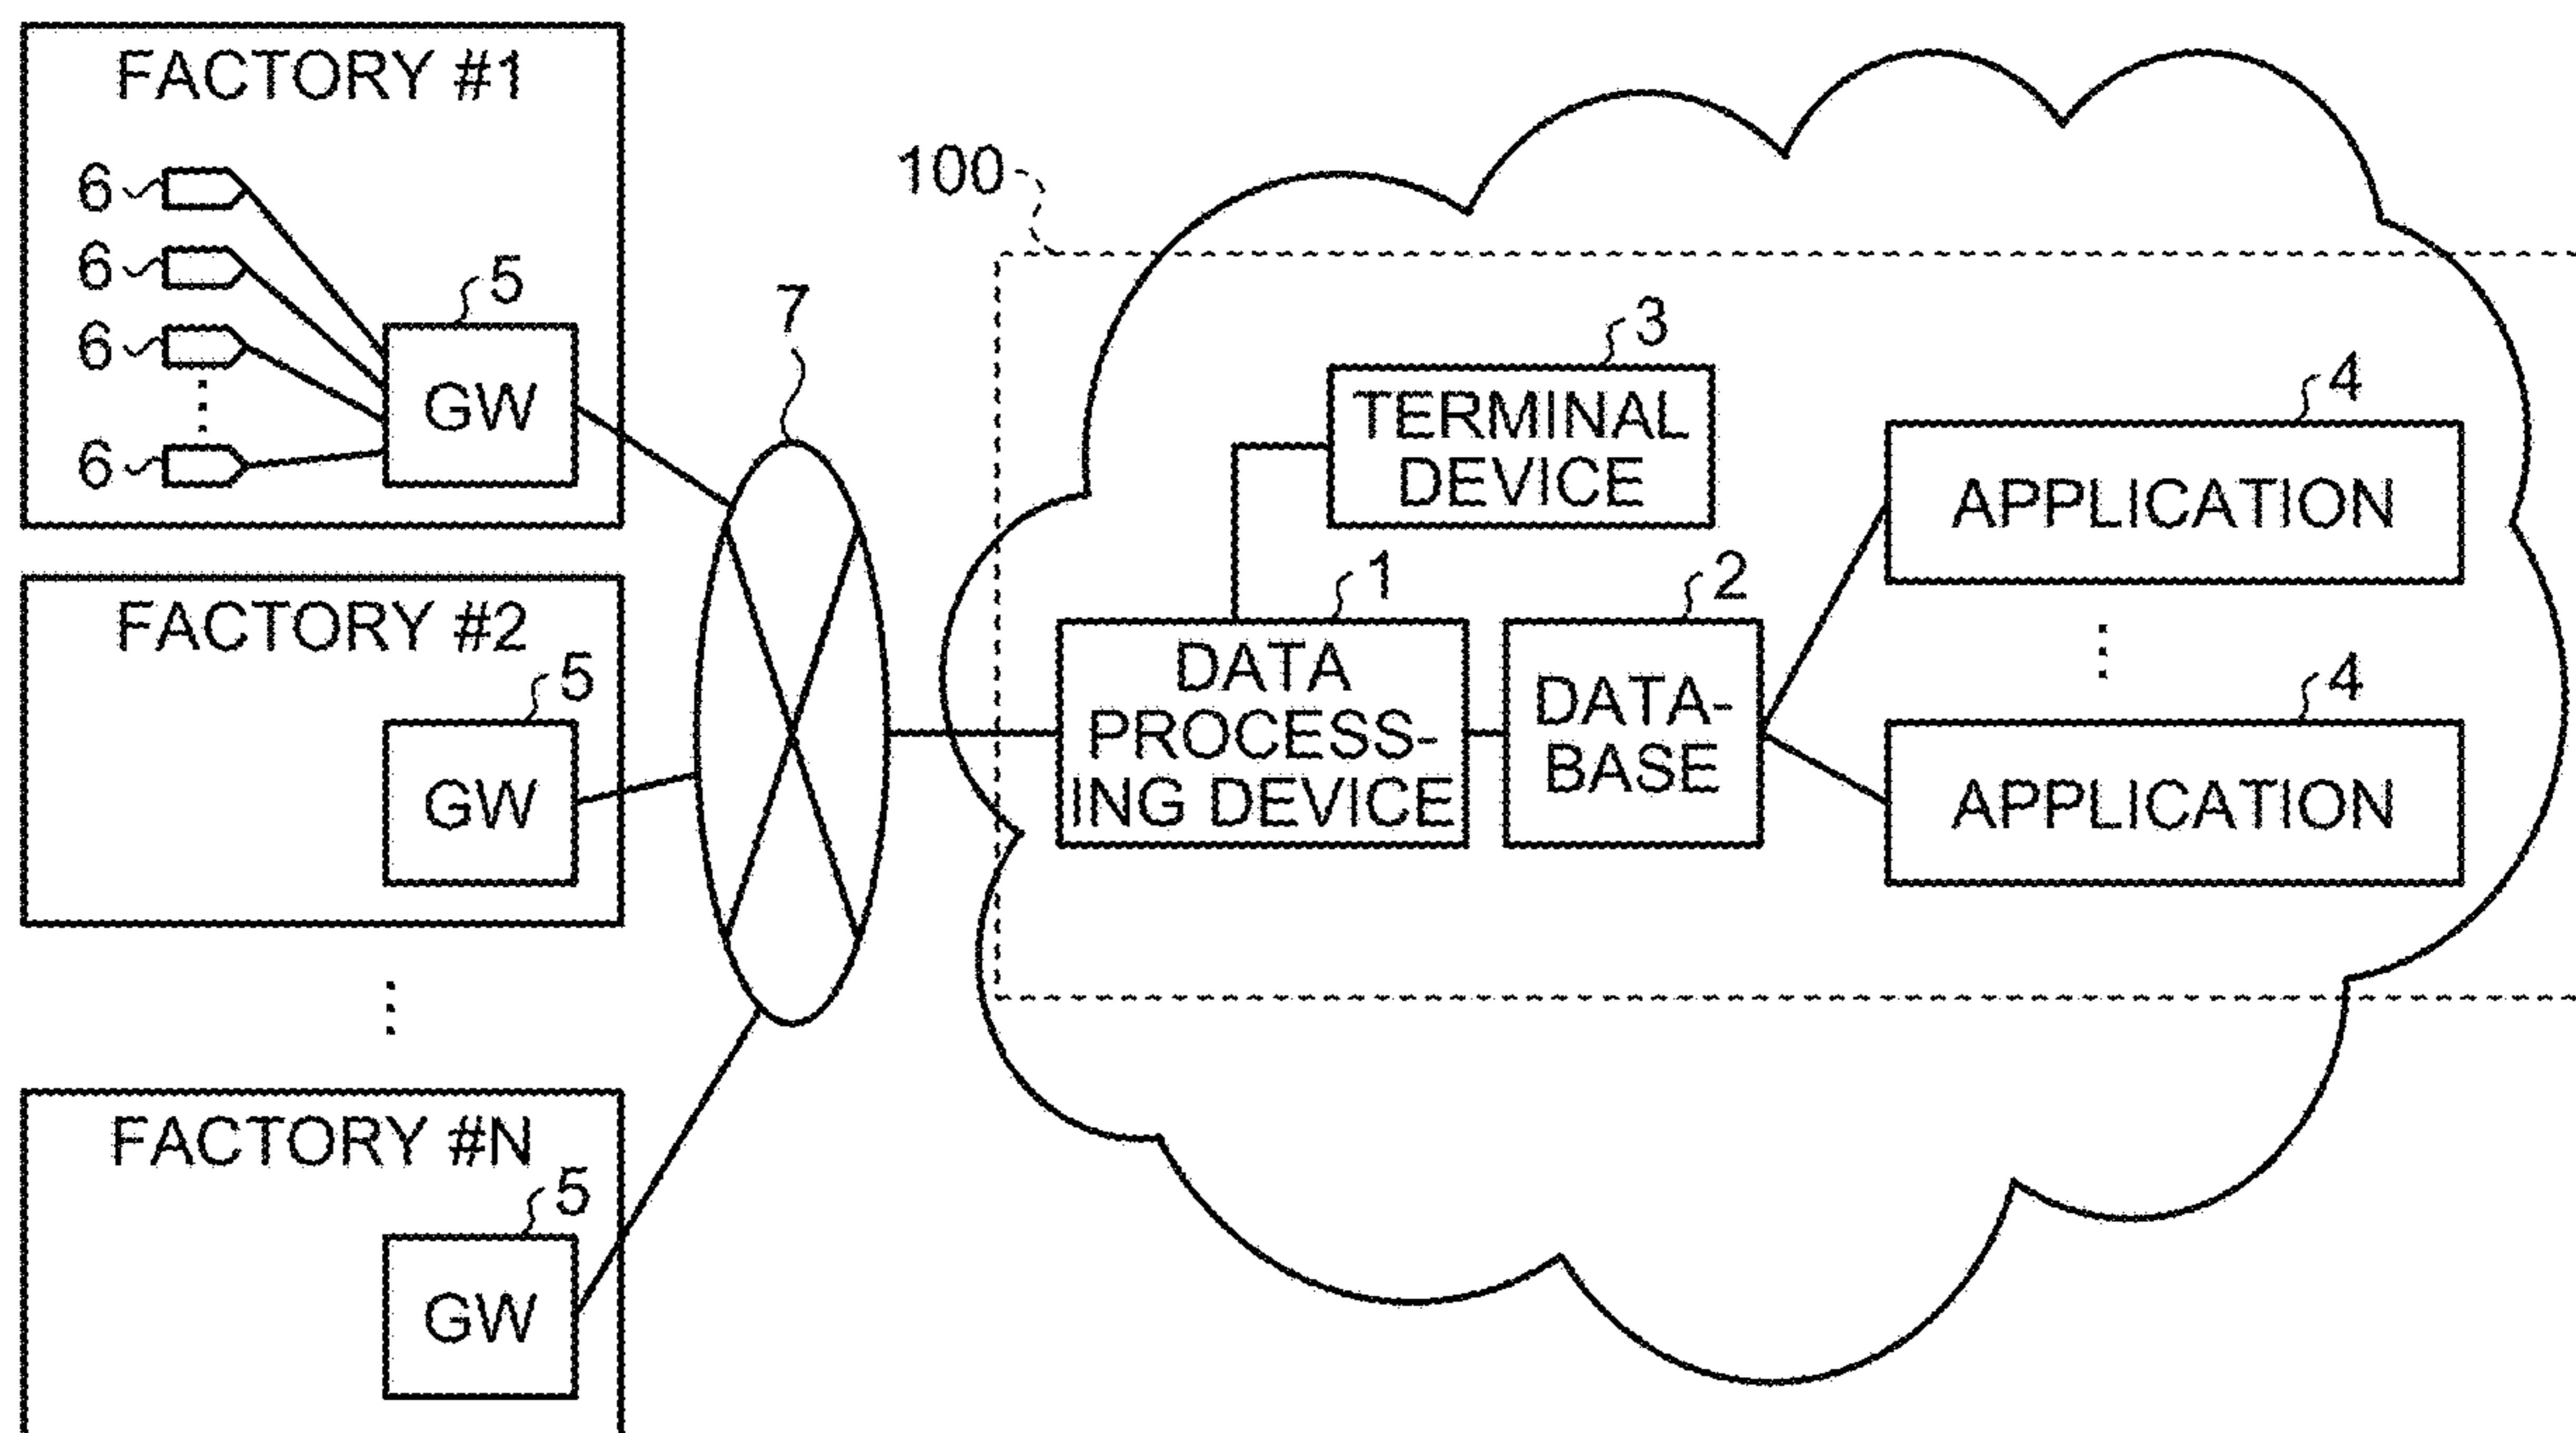 FACTORY #1
6
6
6
6
5
GW
FACTORY #2
5
GW
FACTORY #N
5
GW
7
100
3
TERMINAL
DEVICE
1
DATA
PROCESS-
ING DEVICE
2
DATA-
BASE
4
APPLICATION
4
APPLICATION